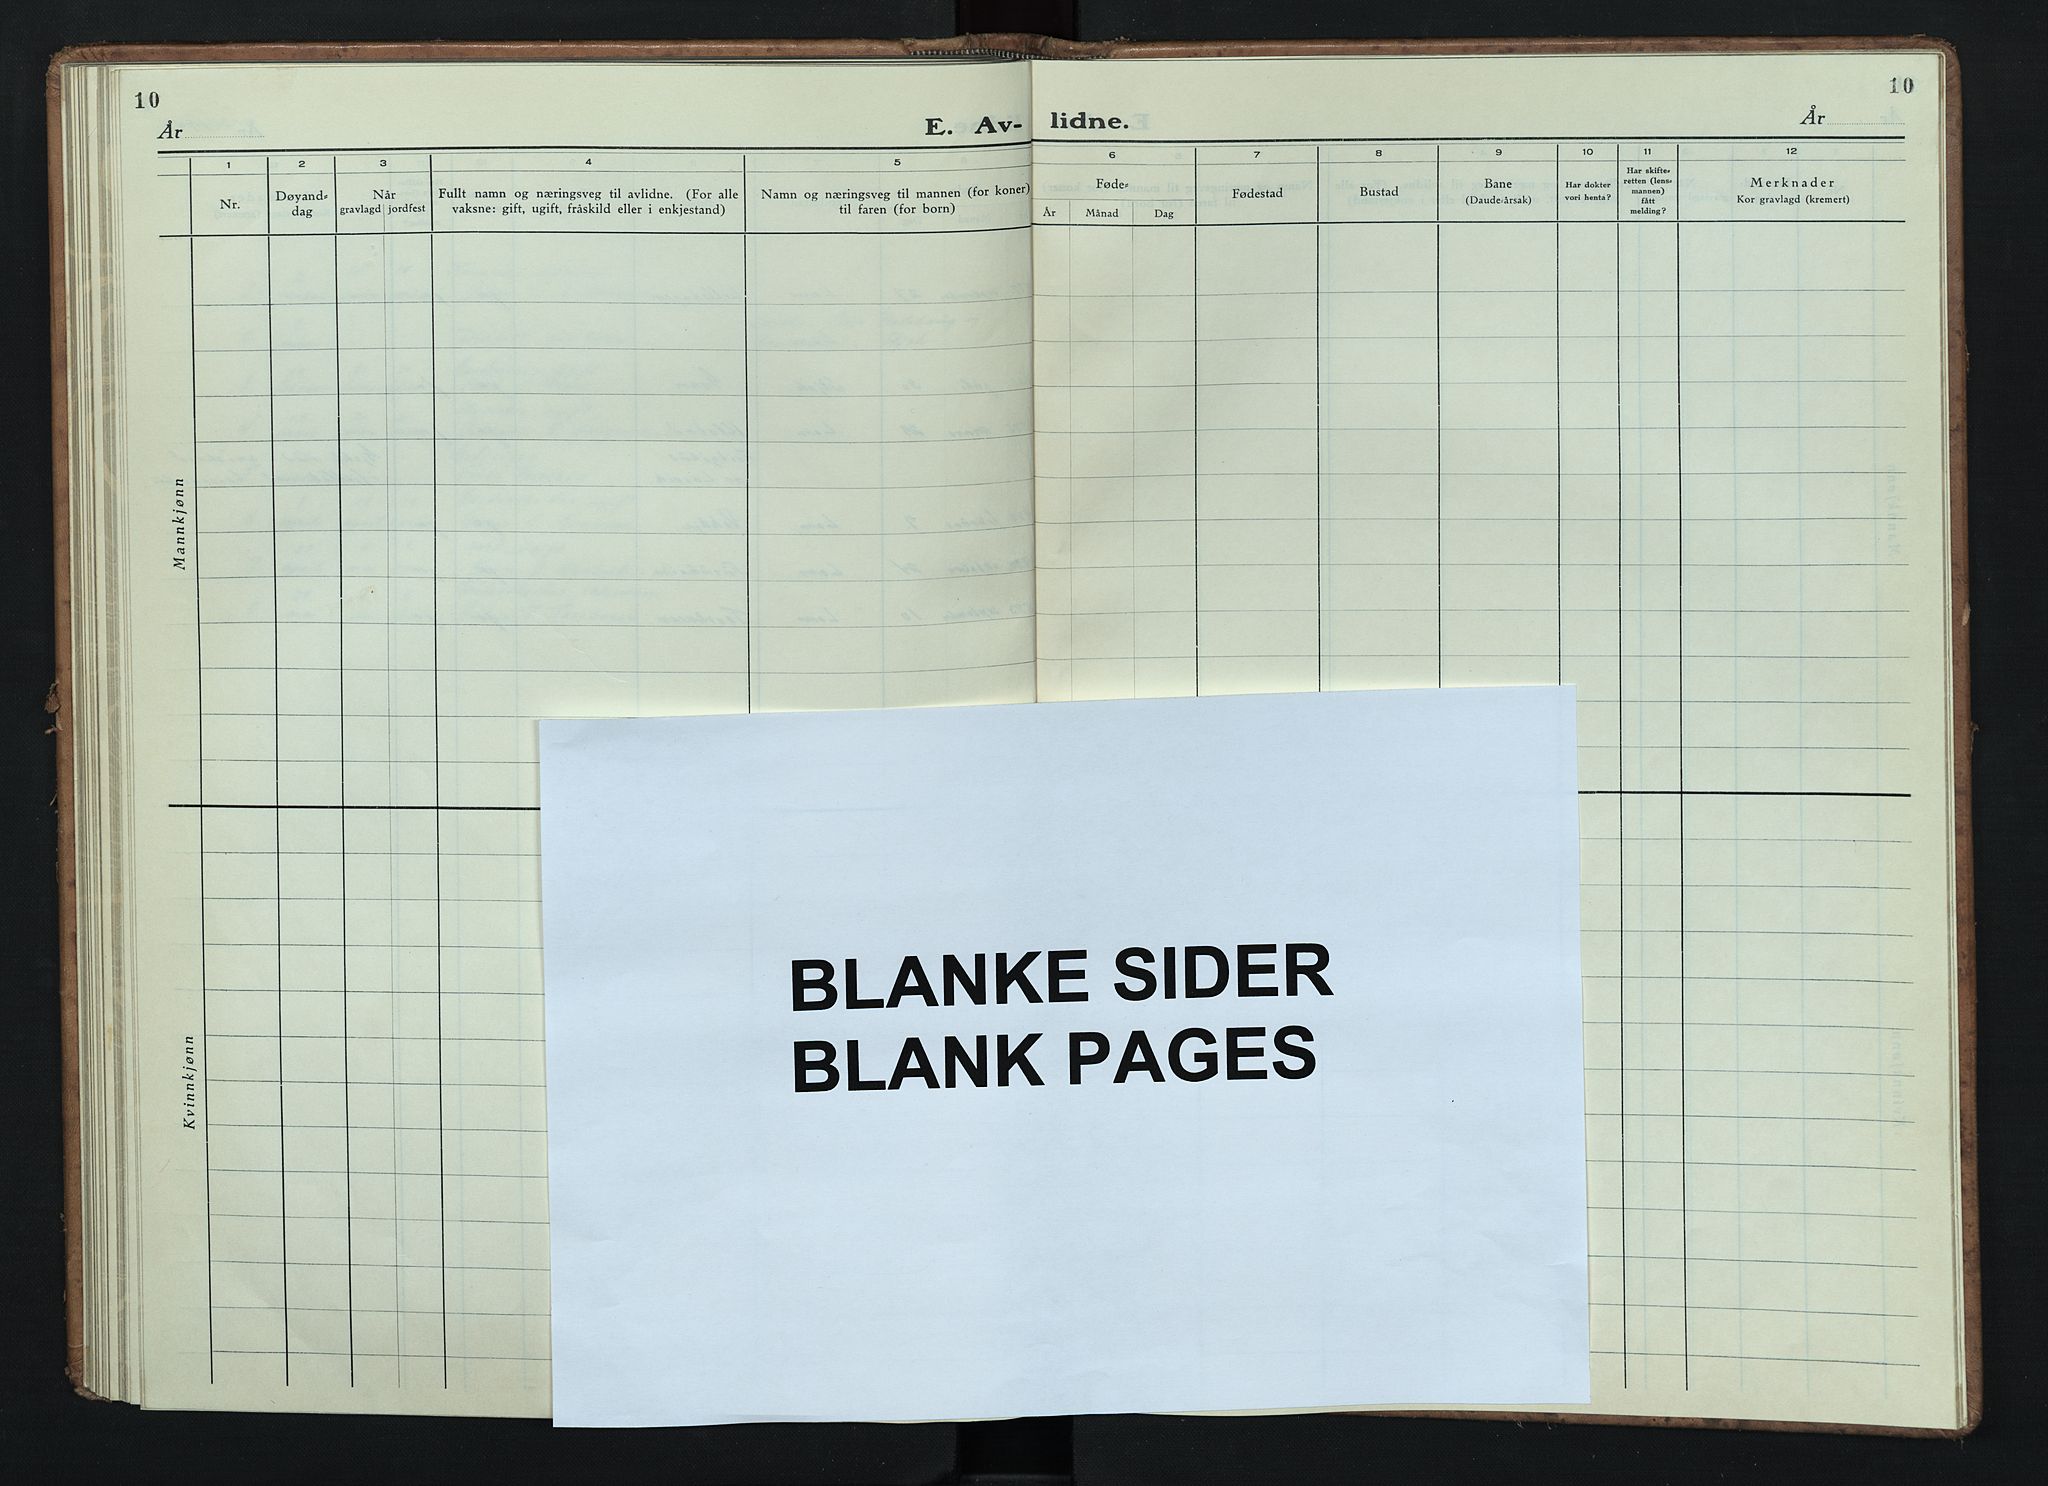 10
År
E. Av-
1
2
3
4
5
Nr.
Døyand=
dag
Når
gravlagd
jordfest
Fullt namn og næringsveg til avlidne. (For alle
vaksne: gift, ugift, fråskild eller i enkjestand)
Namn og næringsveg til mannen (for koner)
til faren (for born)
Mannkjønn
Kvinnkjønn
10
lidne.
År
6
7
8
9
10
11
12
Føde=
År
Månad
Dag
Fødestad
Bustad
Bane
(Daude-årsak)
Har dokter
vori henta?
Har skifte=
retten (lens=
mannen)
fått
melding?
Merknader
Kor gravlagd (kremert)
BLANKE SIDER
BLANK PAGES